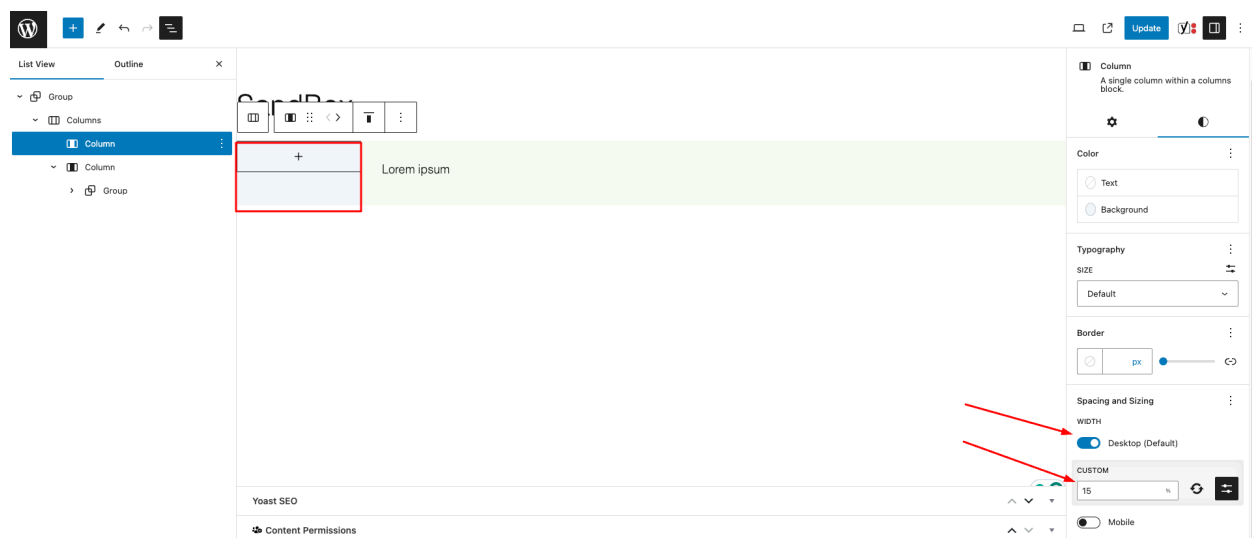 Update
List View
Outline
Group
Columns
Column
Column
Group
SandBox
Lorem ipsum
Yoast SEO
Content Permissions
Column
A single column within a columns
block.
Color
Text
Background
Typography
SIZE
Default
Border
px
Spacing and Sizing
WIDTH
Desktop (Default)
CUSTOM
15 %
Mobile